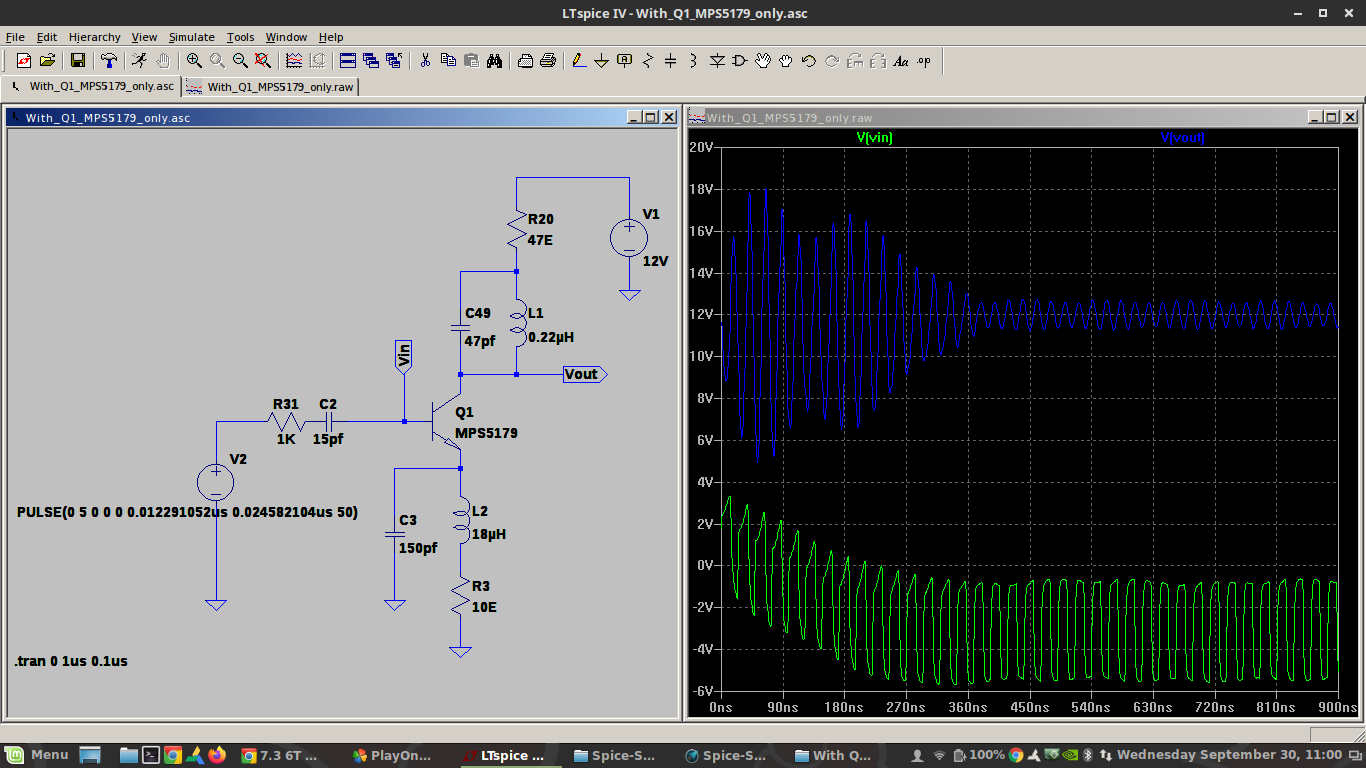 LTspice IV - With_Q1_MPS5179_only.asc
File Edit Hierarchy View Simulate Tools Window Help
Aa .op
With_Q1_MPS5179_only.asc With_Q1_MPS5179_only.raw
With_Q1_MPS5179_only.asc
R20
47E
V1
12V
C49
47pf
L1
0.22µH
Vin
Vout
R31
1K
C2
15pf
Q1
MPS5179
V2
PULSE(0 5 0 0 0 0.012291052us 0.024582104us 50)
C3
150pf
L2
18µH
R3
10E
.tran 0 1us 0.1us
With_Q1_MPS5179_only.raw
V(vin) V(vout)
20V
18V
16V
14V
12V
10V
8V
6V
4V
2V
0V
-2V
-4V
-6V
0ns 90ns 180ns 270ns 360ns 450ns 540ns 630ns 720ns 810ns 900ns
Menu 7.3 6T ... PlayOn... LTspice ... Spice-S... Spice-S... With Q... 100% Wednesday September 30, 11:00